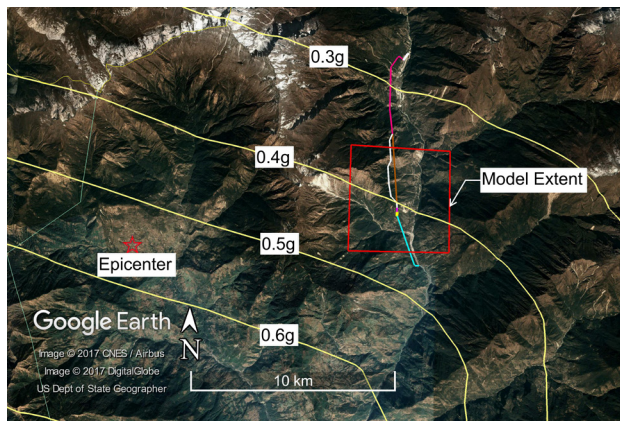 0.3g
0.4g
Model Extent
0.5g
Epicenter
Google Earth
N
0.6g
Image © 2017 CNES / Airbus
Image © 2017 DigitalGlobe
US Dept of State Geographer
10 km